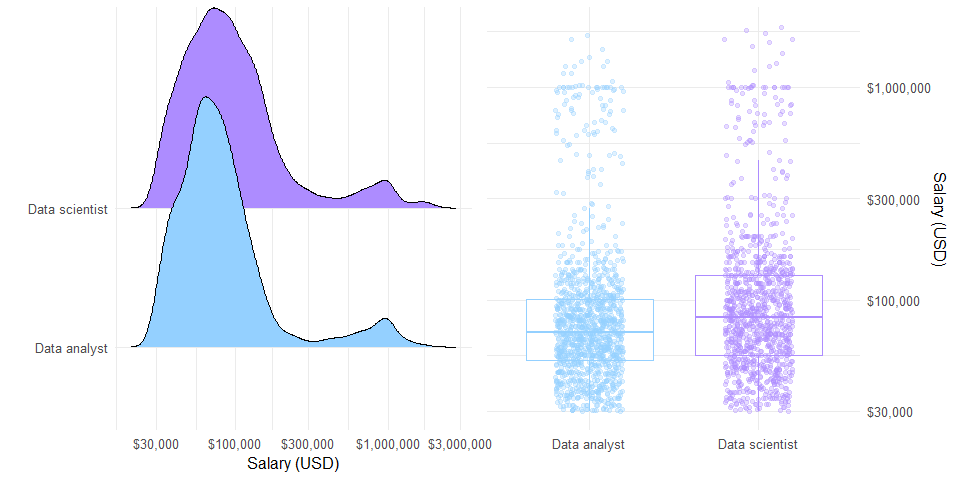 Data scientist
Data analyst
$30,000 $100,000 $300,000 $1,000,000 $3,000,000
Salary (USD)
$1,000,000
$300,000
$100,000
$30,000
Salary (USD)
Data analyst Data scientist